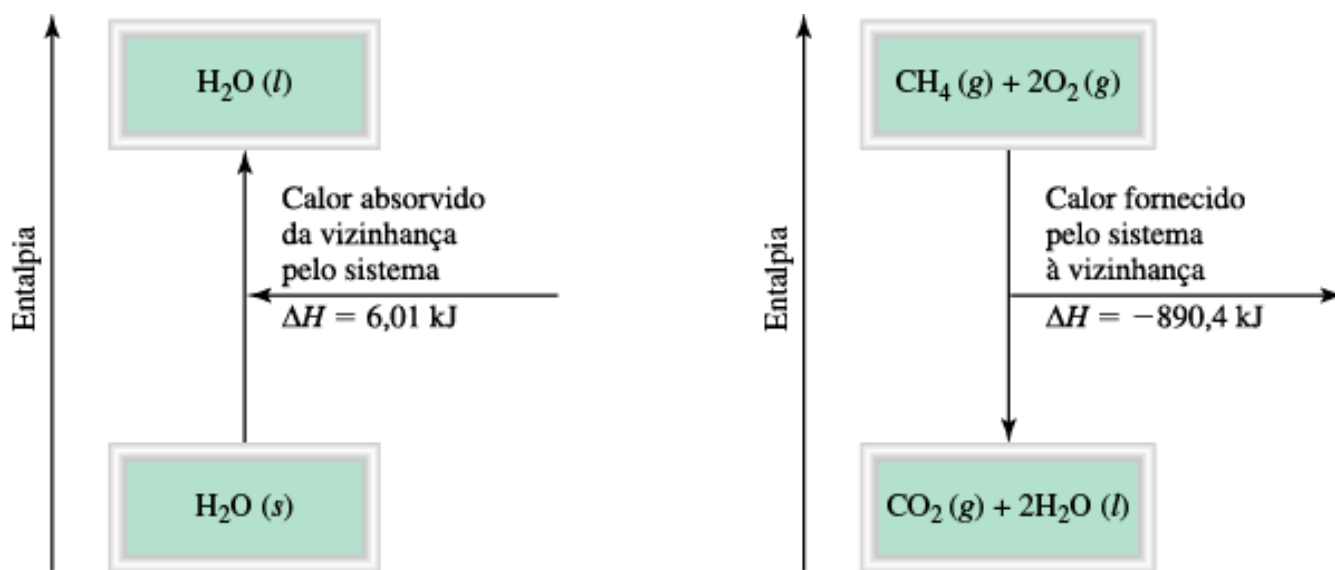 Entalpia
H₂O (l)
Calor absorvido
da vizinhança
pelo sistema
ΔH = 6,01 kJ
H₂O (s)
Entalpia
CH₄ (g) + 2O₂ (g)
Calor fornecido
pelo sistema
à vizinhança
ΔH = −890,4 kJ
CO₂ (g) + 2H₂O (l)